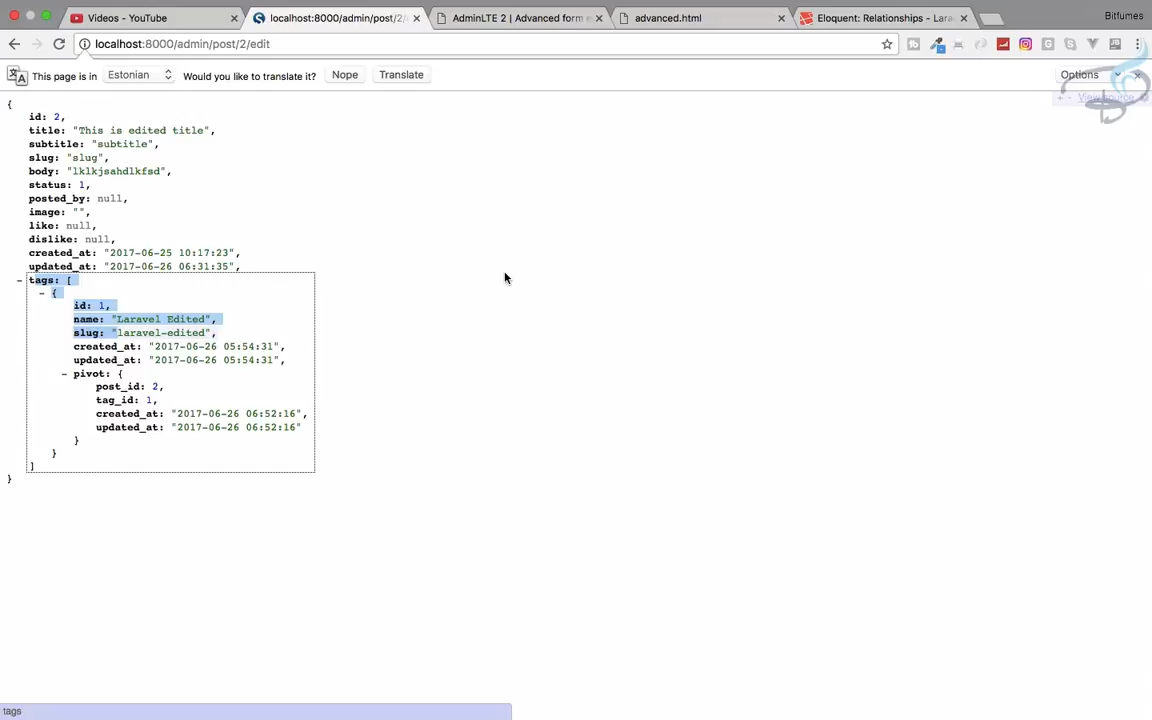 Videos - YouTube
localhost:8000/admin/post/2/
AdminLTE 2 | Advanced form e
advanced.html
Eloquent: Relationships - Lara
Bitfumes
localhost:8000/admin/post/2/edit
This page is in Estonian Would you like to translate it? Nope Translate Options
+ - View source
{
id: 2,
title: "This is edited title",
subtitle: "subtitle",
slug: "slug",
body: "lklkjsahdlkfsd",
status: 1,
posted_by: null,
image: "",
like: null,
dislike: null,
created_at: "2017-06-25 10:17:23",
updated_at: "2017-06-26 06:31:35",
- tags: [
- {
id: 1,
name: "Laravel Edited",
slug: "laravel-edited",
created_at: "2017-06-26 05:54:31",
updated_at: "2017-06-26 05:54:31",
- pivot: {
post_id: 2,
tag_id: 1,
created_at: "2017-06-26 06:52:16",
updated_at: "2017-06-26 06:52:16"
}
}
]
}
tags